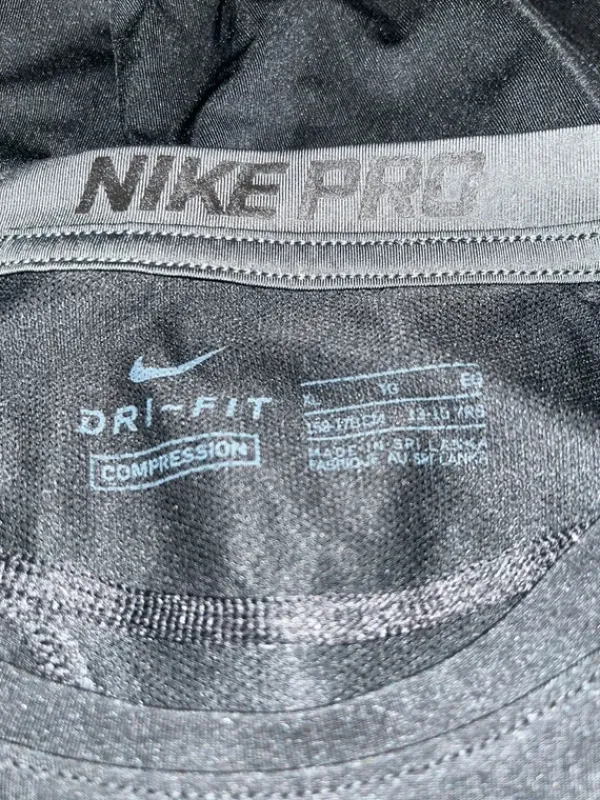 NIKE PRO
DRI-FIT
COMPRESSION
XL YG EG
158-170 CM 13-15 YRS
MADE IN SRI LANKA
FABRIQUÉ AU SRI LANKA